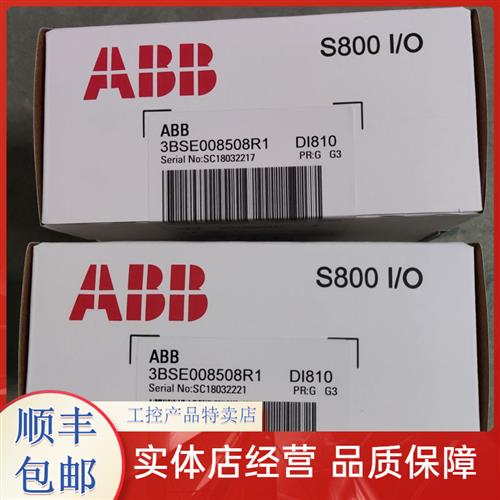 ABB
S800 I/O
ABB
3BSE008508R1 DI810
Serial No:SC18032217 PR:G G3
ABB
S800 I/O
ABB
3BSE008508R1 DI810
Serial No:SC18032221 PR:G G3
顺丰
包邮
工控产品特卖店
实体店经营 品质保障